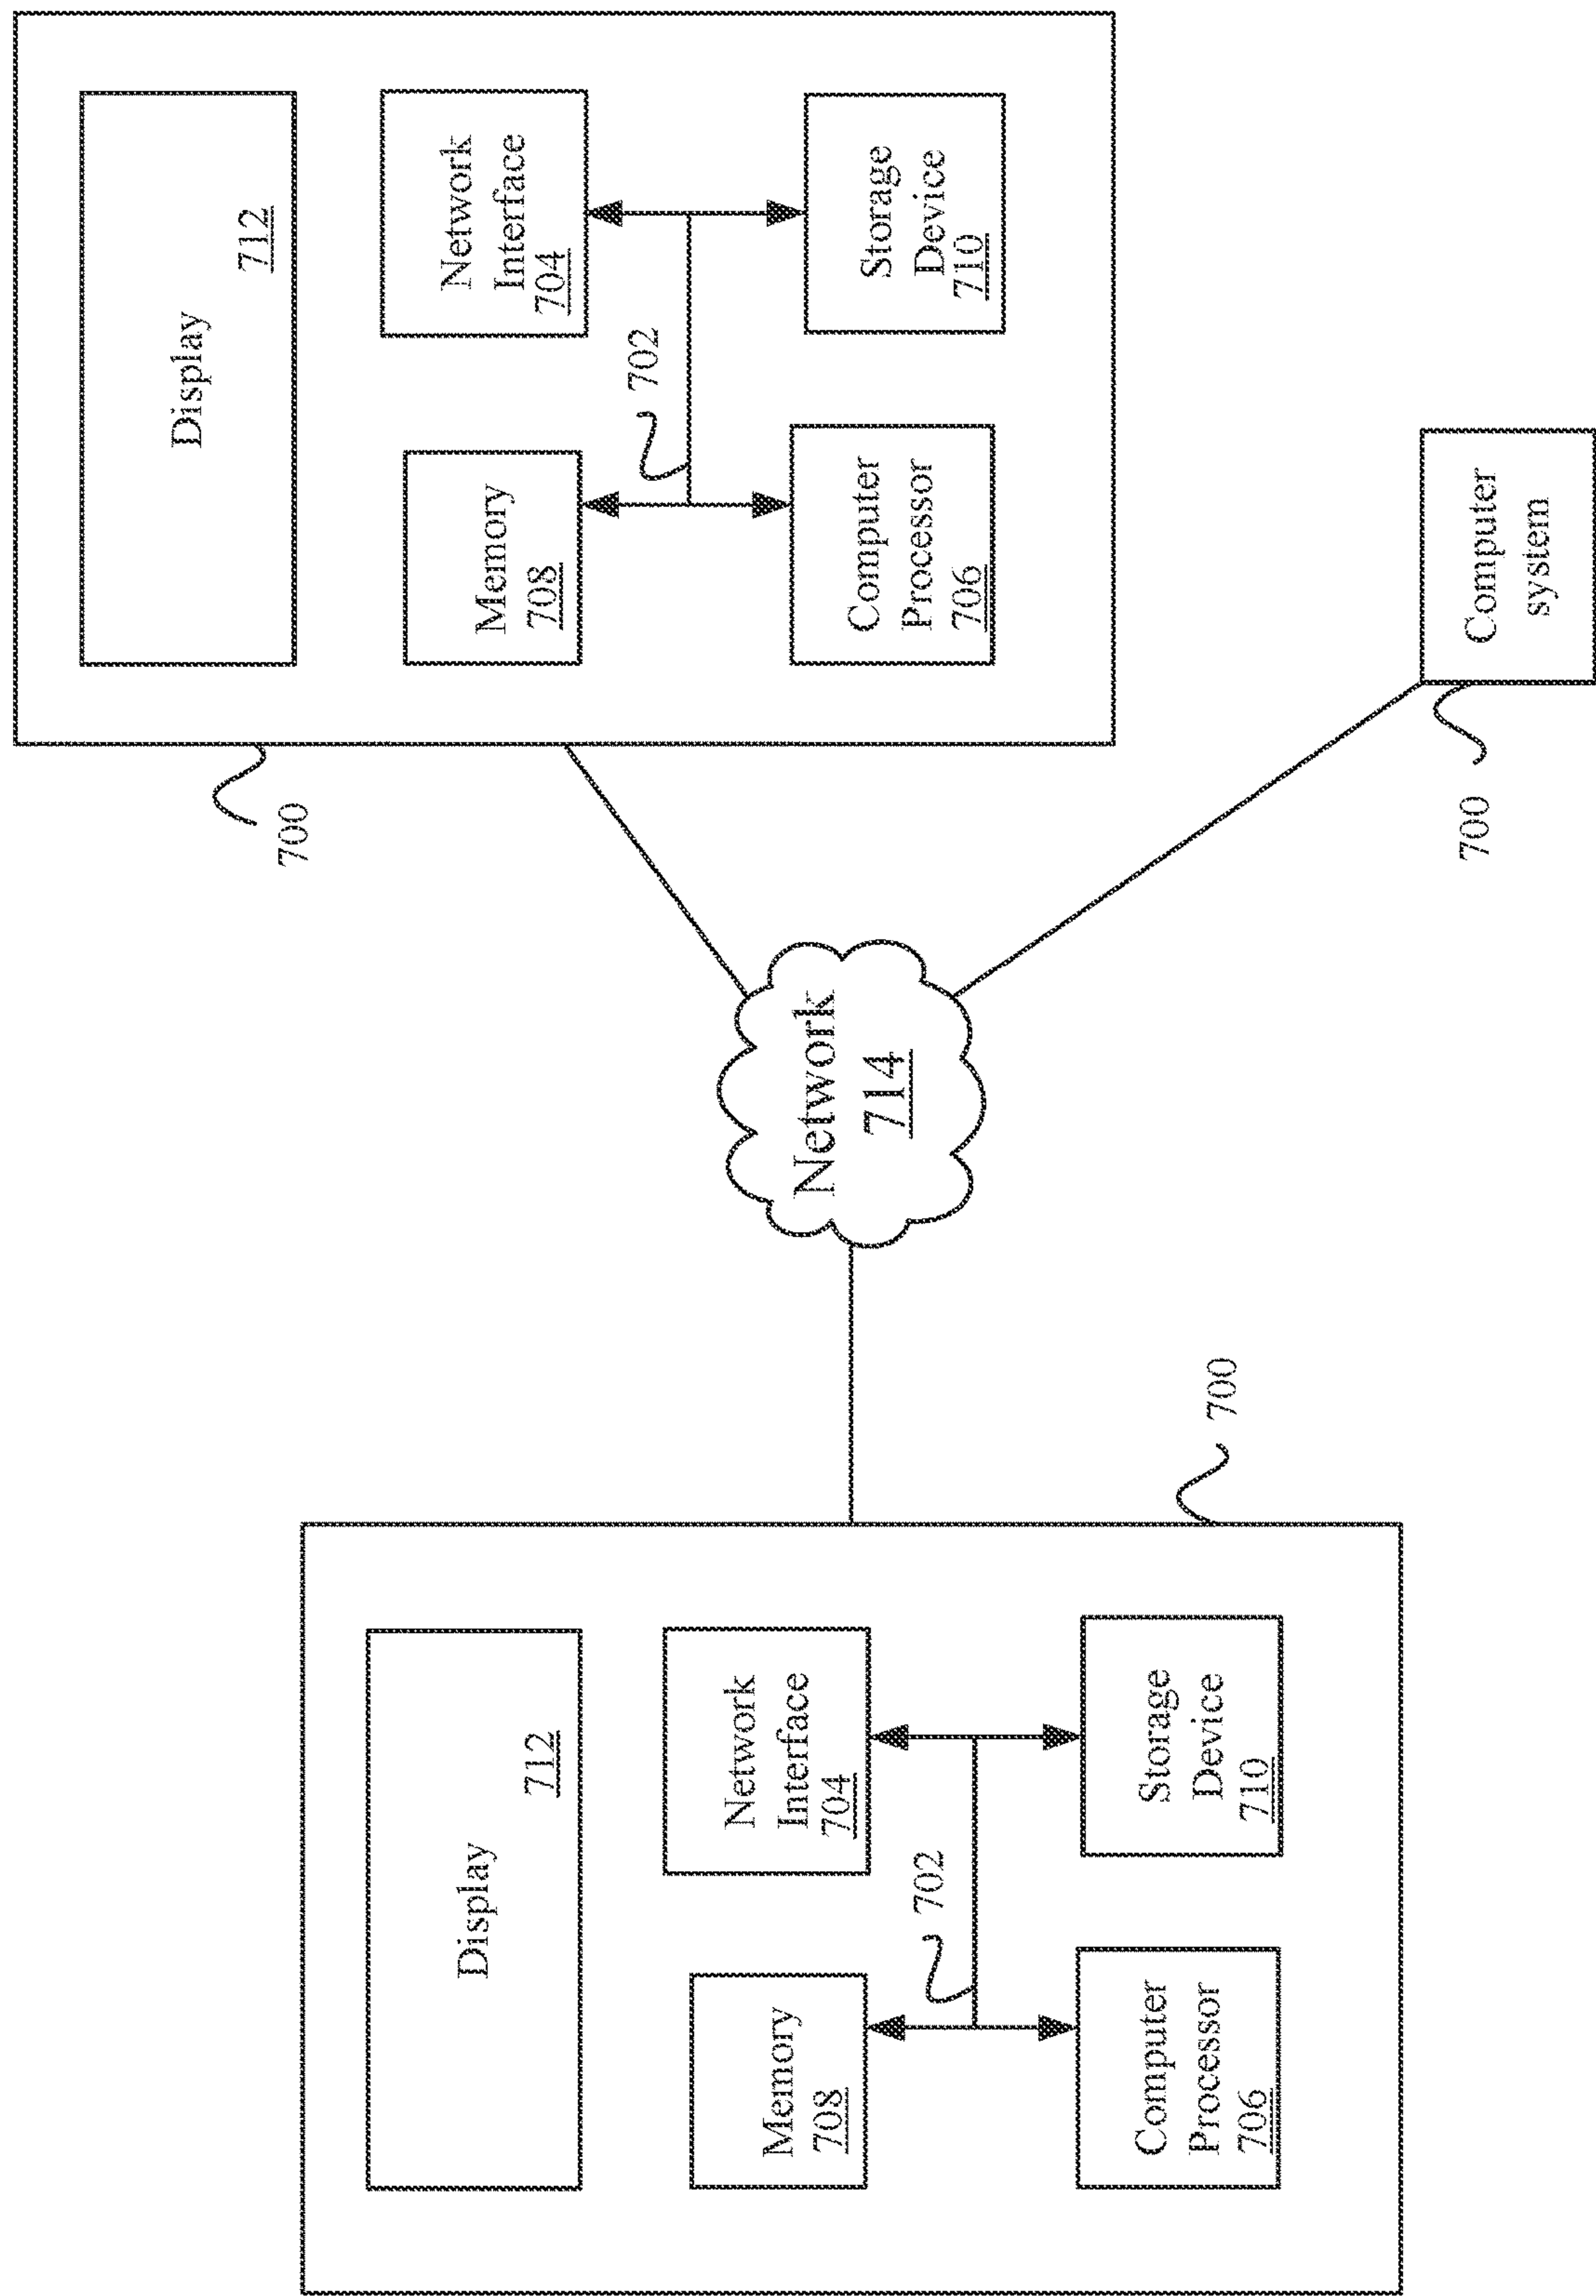 Display
712
Memory
708
Network
Interface
704
702
Computer
Processor
706
Storage
Device
710
700
Network
714
700
Display
712
Memory
708
Network
Interface
704
702
Computer
Processor
706
Storage
Device
710
700
Computer
system